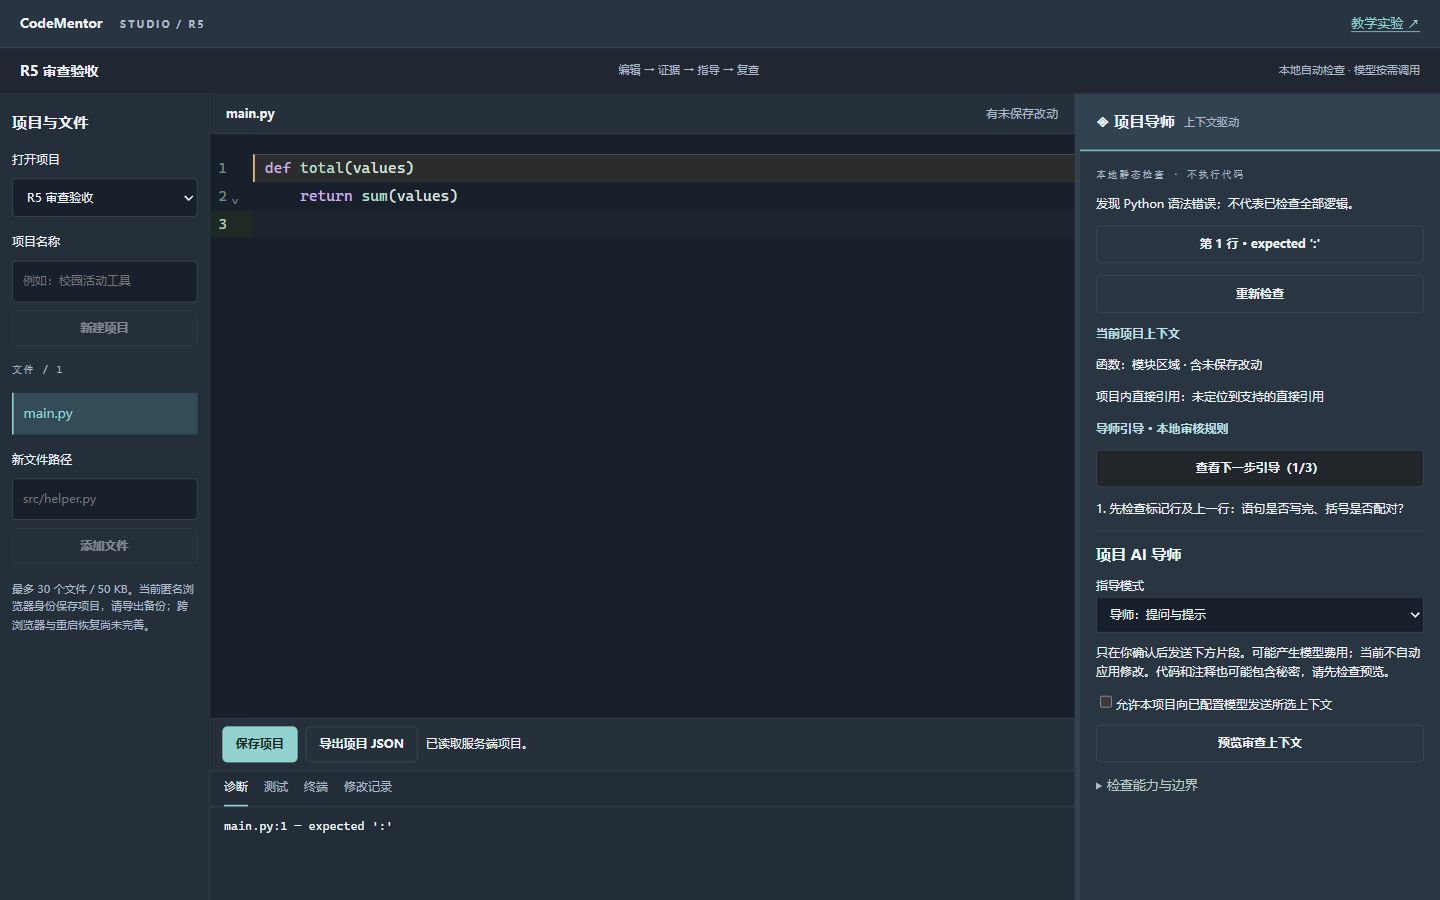 CodeMentor STUDIO / R5
教学实验 ↗
R5 审查验收
编辑 → 证据 → 指导 → 复查
本地自动检查 · 模型按需调用
项目与文件
打开项目
R5 审查验收
项目名称
例如：校园活动工具
新建项目
文件 / 1
main.py
新文件路径
src/helper.py
添加文件
最多 30 个文件 / 50 KB。当前匿名浏
览器身份保存项目，请导出备份；跨
浏览器与重启恢复尚未完善。
main.py
有未保存改动
1 def total(values)
2 return sum(values)
3
保存项目
导出项目 JSON
已读取服务端项目。
诊断 测试 终端 修改记录
main.py:1 — expected ':'
◈ 项目导师 上下文驱动
本地静态检查 · 不执行代码
发现 Python 语法错误；不代表已检查全部逻辑。
第 1 行 · expected ':'
重新检查
当前项目上下文
函数：模块区域 · 含未保存改动
项目内直接引用：未定位到支持的直接引用
导师引导 · 本地审核规则
查看下一步引导（1/3）
1. 先检查标记行及上一行：语句是否写完、括号是否配对？
项目 AI 导师
指导模式
导师：提问与提示
只在你确认后发送下方片段。可能产生模型费用；当前不自动
应用修改。代码和注释也可能包含秘密，请先检查预览。
允许本项目向已配置模型发送所选上下文
预览审查上下文
▸ 检查能力与边界